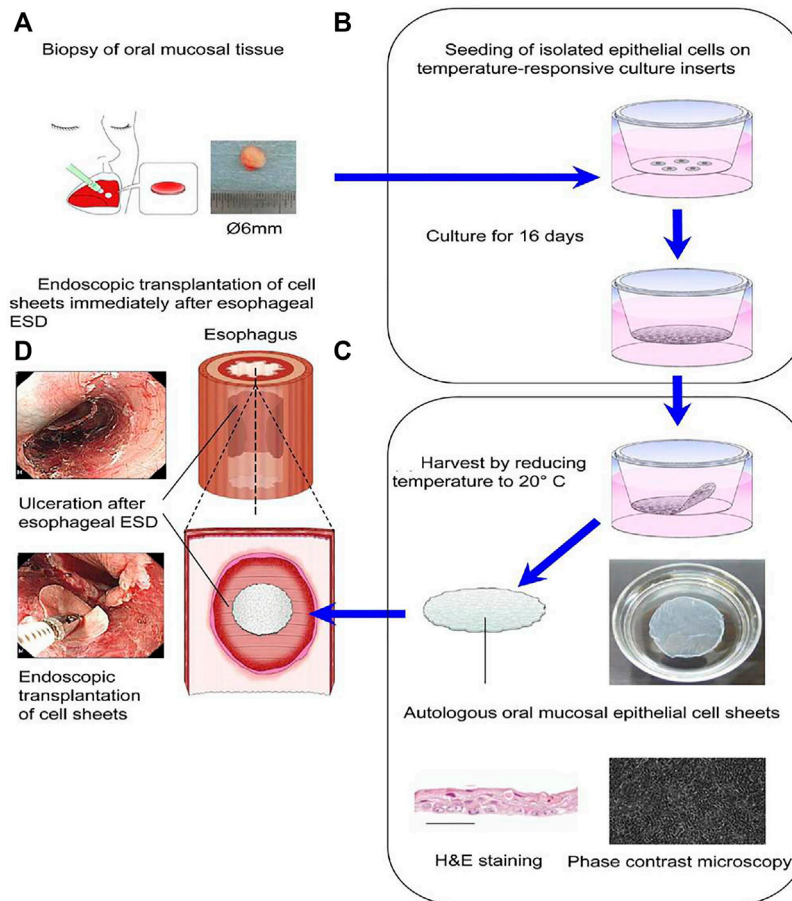 A
Biopsy of oral mucosal tissue
Ø6mm
B
Seeding of isolated epithelial cells on
temperature-responsive culture inserts
Culture for 16 days
C
Harvest by reducing
temperature to 20° C
Autologous oral mucosal epithelial cell sheets
H&E staining
Phase contrast microscopy
Endoscopic transplantation of cell
sheets immediately after esophageal
ESD
D
Esophagus
Ulceration after
esophageal ESD
Endoscopic
transplantation
of cell sheets